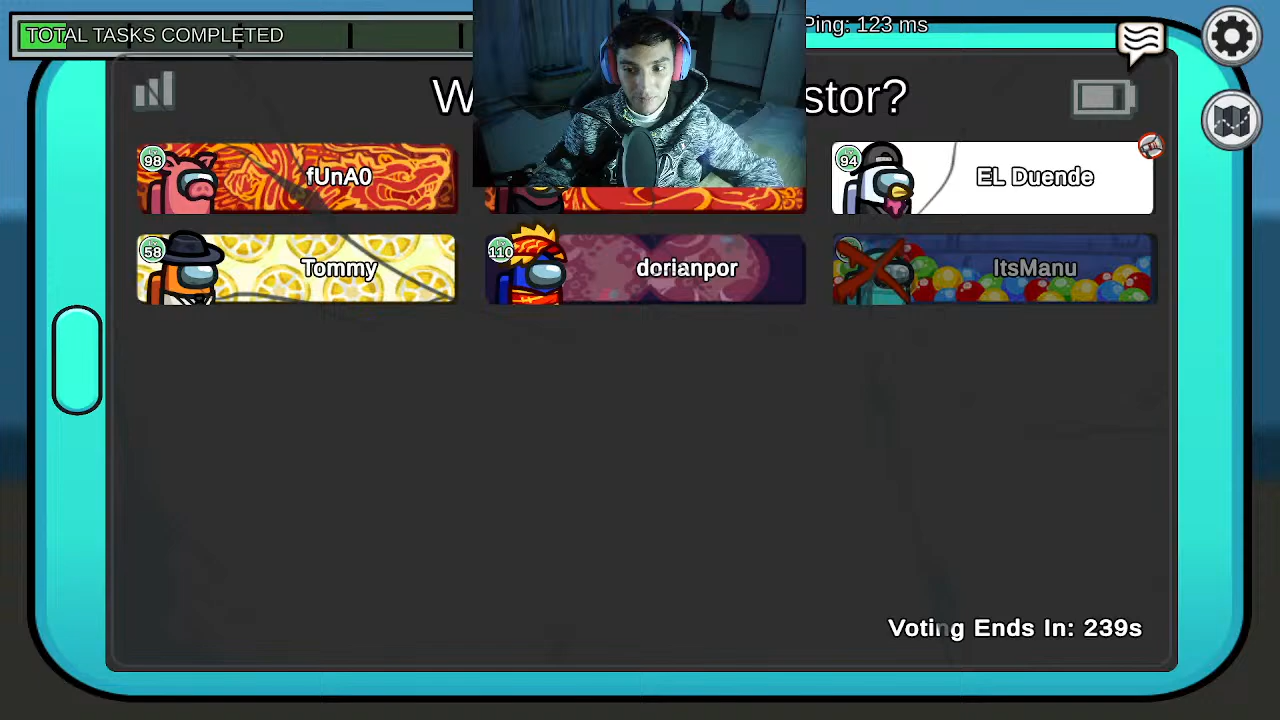 TOTAL TASKS COMPLETED
Ping: 123 ms
W stor?
98
fUnA0
94
EL Duende
58
Tommy
110
dorianpor
ItsManu
Voting Ends In: 239s